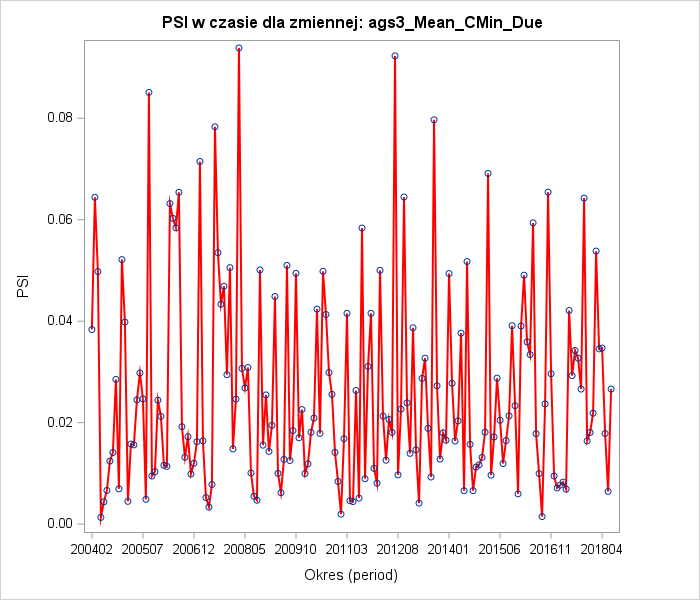 PSI w czasie dla zmiennej: ags3_Mean_CMin_Due
0.08
0.06
PSI
0.04
0.02
0.00
200402 200507 200612 200805 200910 201103 201208 201401 201506 201611 201804
Okres (period)